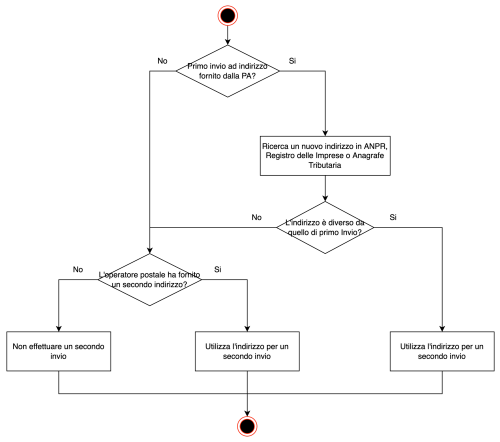 Primo invio ad indirizzo
fornito dalla PA?
No
Si
Ricerca un nuovo indirizzo in ANPR,
Registro delle Imprese o Anagrafe
Tributaria
L'indirizzo è diverso da
quello di primo Invio?
No
Si
L'operatore postale ha fornito
un secondo indirizzo?
No
Si
Non effettuare un secondo
invio
Utilizza l'indirizzo per un
secondo invio
Utilizza l'indirizzo per un
secondo invio